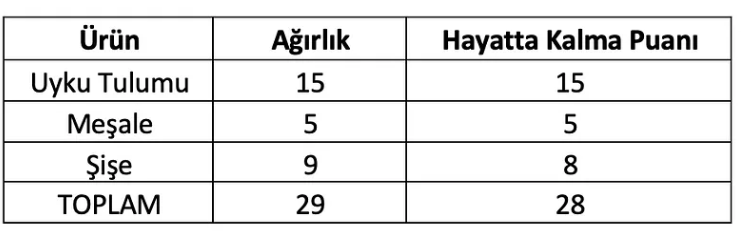 Ürün Ağırlık Hayatta Kalma Puanı
Uyku Tulumu 15 15
Meşale 5 5
Şişe 9 8
TOPLAM 29 28